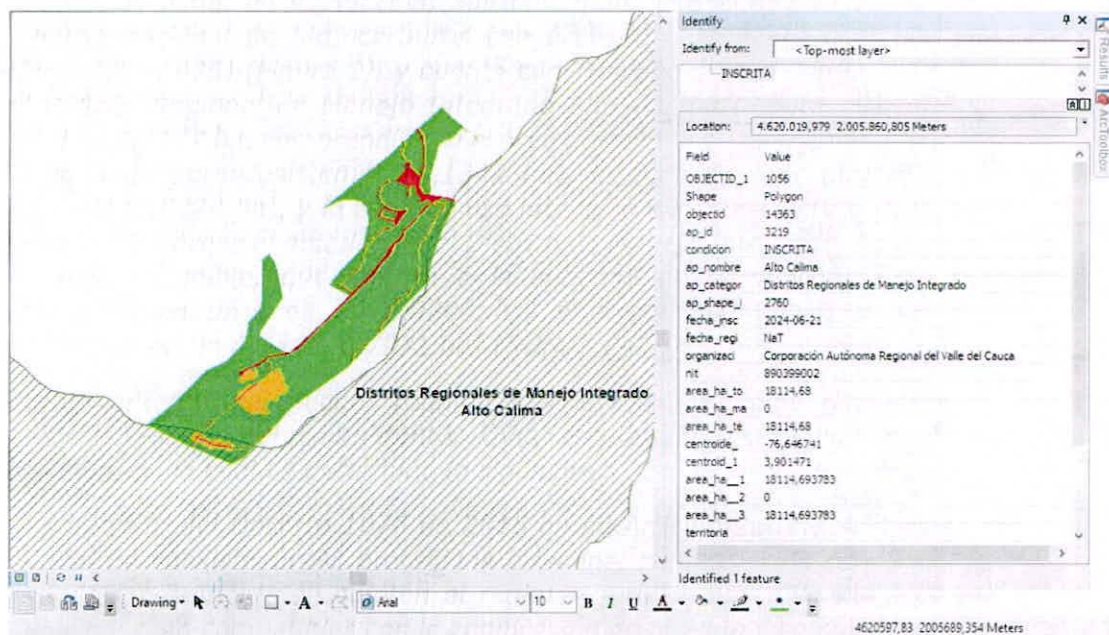 Distritos Regionales de Manejo Integrado
Alto Calima
Identify
Identify from: <Top-most layer>
INSCRITA
Location: 4.620.019,979 2.005.860,805 Meters
Field Value
OBJECTID_1 1056
Shape Polygon
objectid 14363
ap_id 3219
condicion INSCRITA
ap_nombre Alto Calima
ap_categor Distritos Regionales de Manejo Integrado
ap_shape_i 2760
fecha_insc 2024-06-21
fecha_regi NaT
organizaci Corporación Autónoma Regional del Valle del Cauca
nit 890399002
area_ha_to 18114,68
area_ha_ma 0
area_ha_te 18114,68
centroide_ -76,646741
centroid_1 3,901471
area_ha__1 18114,693783
area_ha__2 0
area_ha__3 18114,693783
territoria
Identified 1 feature
Results
ArcToolbox
Drawing
A
Arial
10
B I U A
4620597,83 2005689,354 Meters